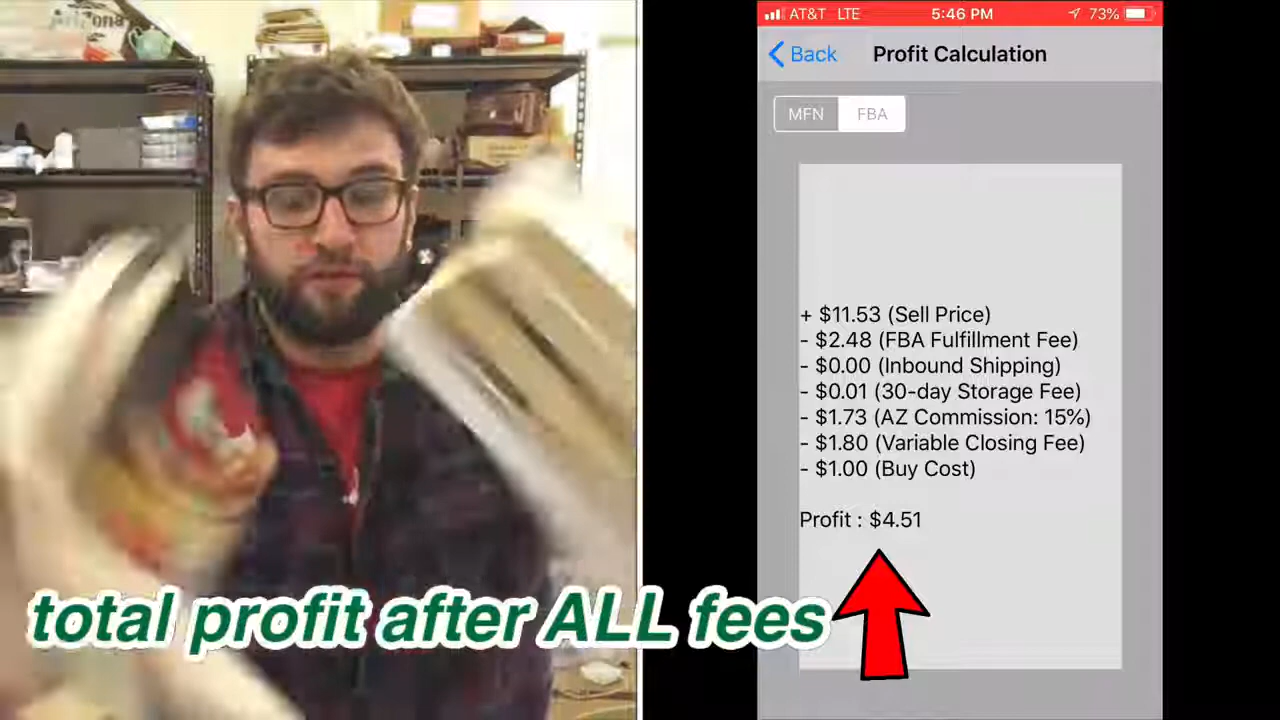 Arizona
AT&T LTE 5:46 PM 73%
Back Profit Calculation
MFN FBA
+ $11.53 (Sell Price)
- $2.48 (FBA Fulfillment Fee)
- $0.00 (Inbound Shipping)
- $0.01 (30-day Storage Fee)
- $1.73 (AZ Commission: 15%)
- $1.80 (Variable Closing Fee)
- $1.00 (Buy Cost)
Profit : $4.51
total profit after ALL fees